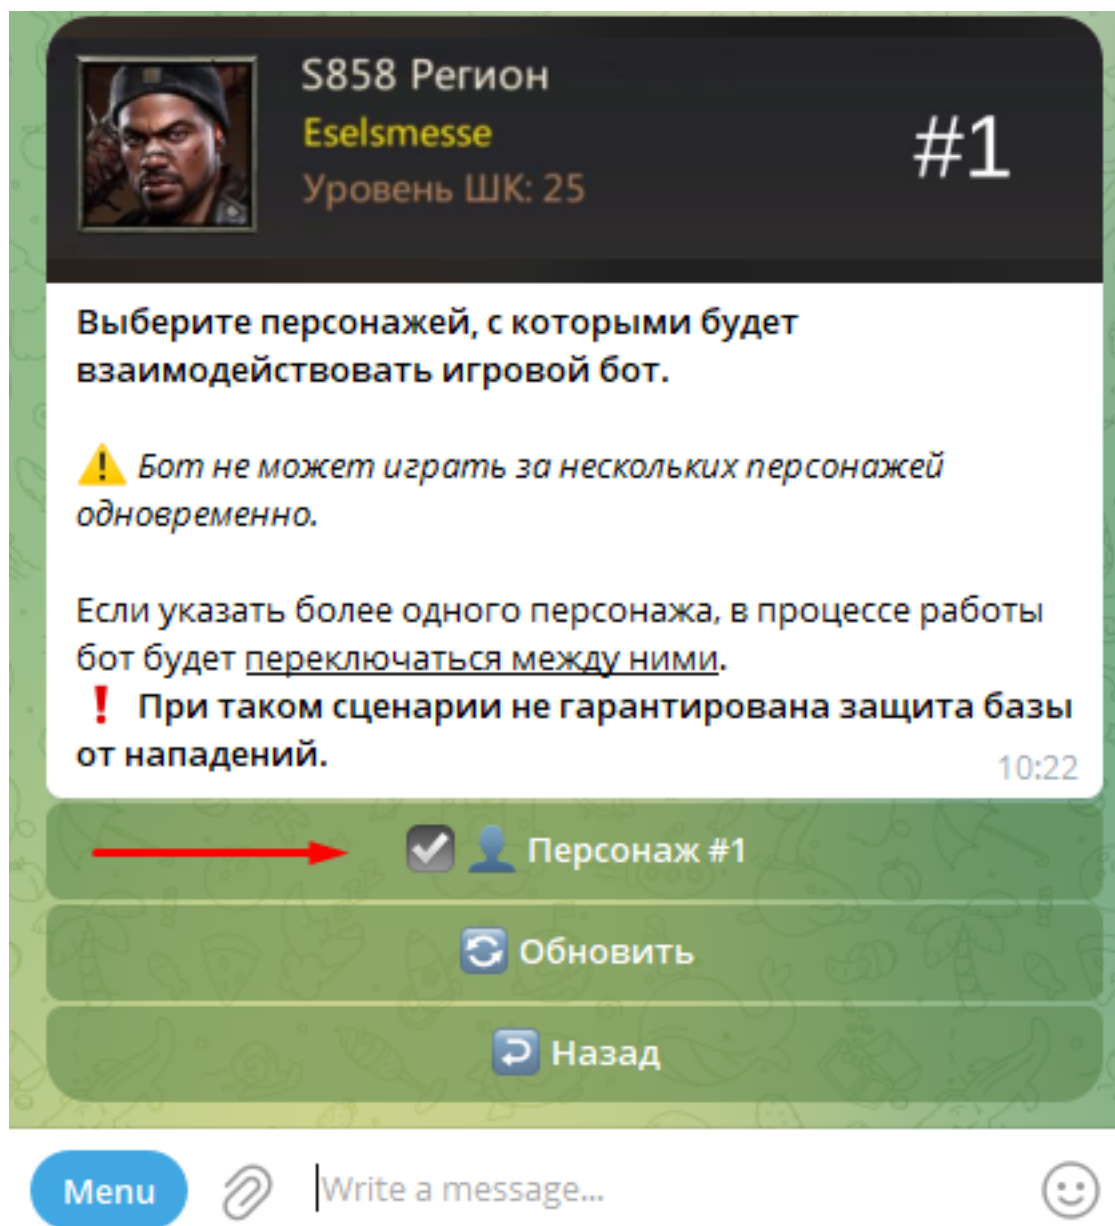 S858 Регион
Eselsmesse
#1
Уровень ШК: 25
Выберите персонажей, с которыми будет
взаимодействовать игровой бот.
⚠️ Бот не может играть за нескольких персонажей
одновременно.
Если указать более одного персонажа, в процессе работы
бот будет переключаться между ними.
❗ При таком сценарии не гарантирована защита базы
от нападений.
10:22
Персонаж #1
Обновить
Назад
Menu
Write a message...